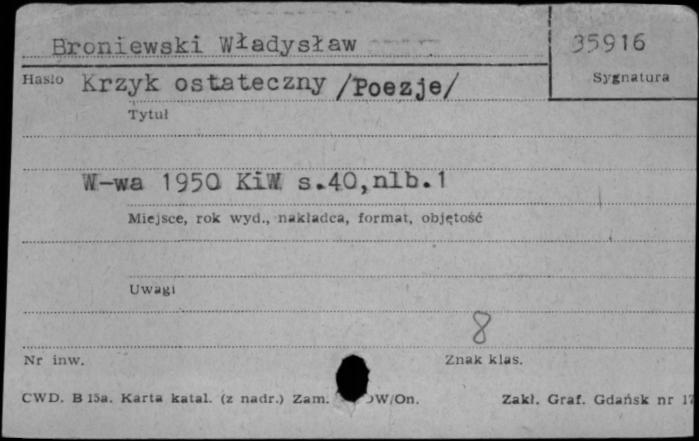 Broniewski Władysław
35916
Hasło
Sygnatura
Krzyk ostateczny /Poezje/
Tytuł
W-wa 1950 KiW s.40,nlb.1
Miejsce, rok wyd., nakładca, format, objętość
Uwagi
8
Nr inw.
Znak klas.
CWD. B 15a. Karta katal. (z nadr.) Zam. OW/On.
Zakł. Graf. Gdańsk nr